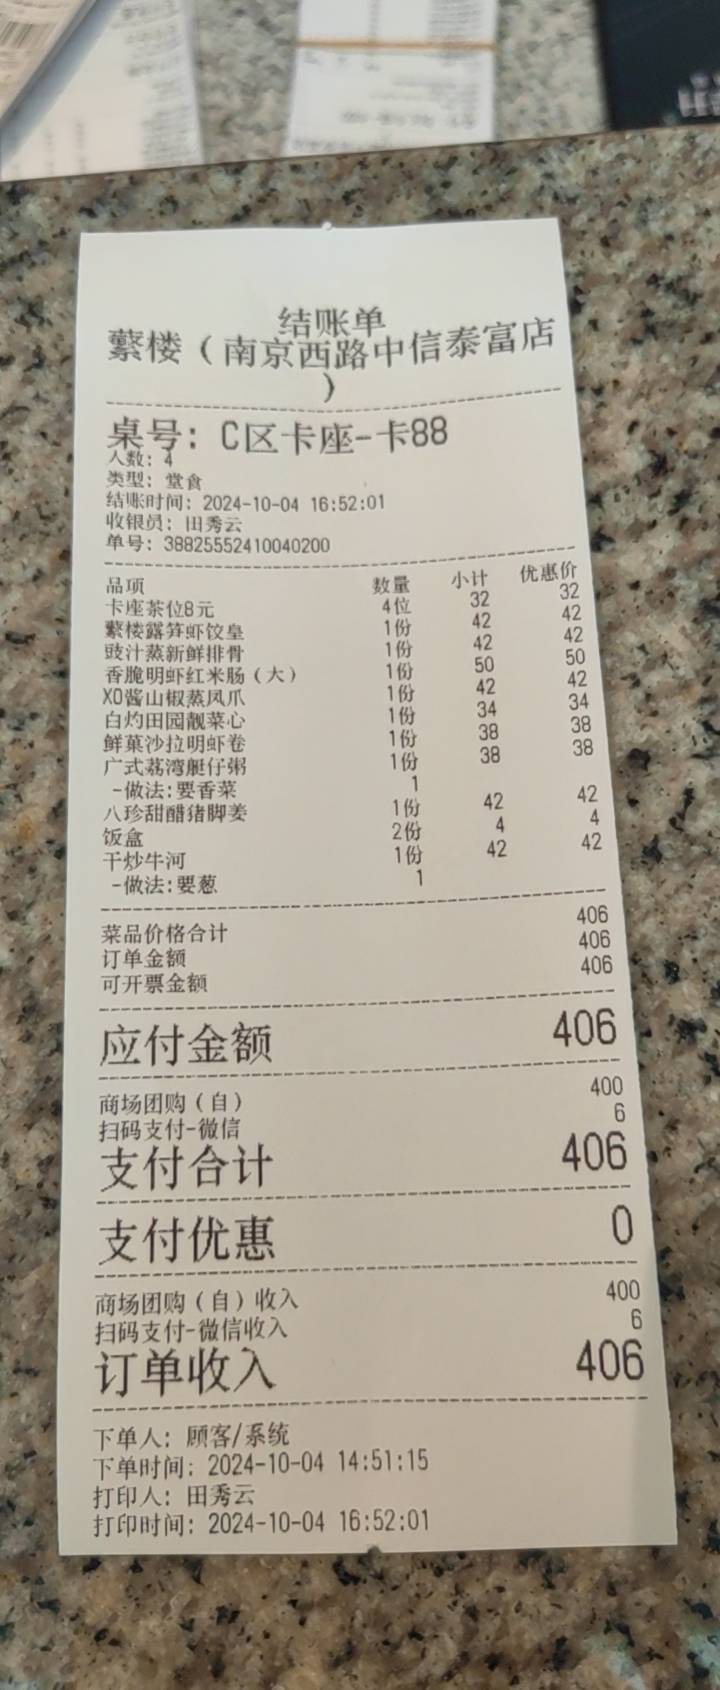 结账单
蘩楼（南京西路中信泰富店
）
桌号: C区卡座-卡88
人数: 4
类型: 堂食
结账时间: 2024-10-04 16:52:01
收银员: 田秀云
单号: 38825552410040200
品项 数量 小计 优惠价
卡座茶位8元 4位 32 32
蘩楼露笋虾饺皇 1份 42 42
豉汁蒸新鲜排骨 1份 42 42
香脆明虾红米肠（大） 1份 50 50
XO酱山椒蒸凤爪 1份 42 42
白灼田园靓菜心 1份 34 34
鲜菓沙拉明虾卷 1份 38 38
广式荔湾艇仔粥 1份 38 38
-做法:要香菜 1
八珍甜醋猪脚姜 1份 42 42
饭盒 2份 4 4
干炒牛河 1份 42 42
-做法:要葱 1
菜品价格合计 406
订单金额 406
可开票金额 406
应付金额 406
商场团购（自） 400
扫码支付-微信 6
支付合计 406
支付优惠 0
商场团购（自）收入 400
扫码支付-微信收入 6
订单收入 406
下单人: 顾客/系统
下单时间: 2024-10-04 14:51:15
打印人: 田秀云
打印时间: 2024-10-04 16:52:01